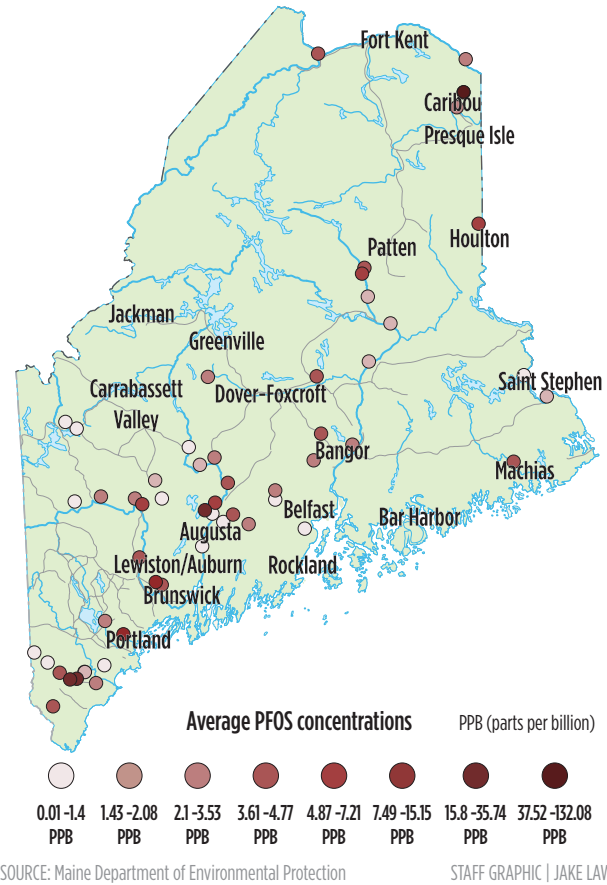 Fort Kent
Caribou
Presque Isle
Houlton
Patten
Jackman
Greenville
Saint Stephen
Carrabassett
Valley
Dover-Foxcroft
Bangor
Machias
Belfast
Bar Harbor
Augusta
Lewiston/Auburn
Rockland
Brunswick
Portland
Average PFOS concentrations PPB (parts per billion)
0.01 -1.4 1.43 -2.08 2.1 -3.53 3.61 -4.77 4.87 -7.21 7.49 -15.15 15.8 -35.74 37.52 -132.08
PPB PPB PPB PPB PPB PPB PPB PPB
SOURCE: Maine Department of Environmental Protection STAFF GRAPHIC | JAKE LAV